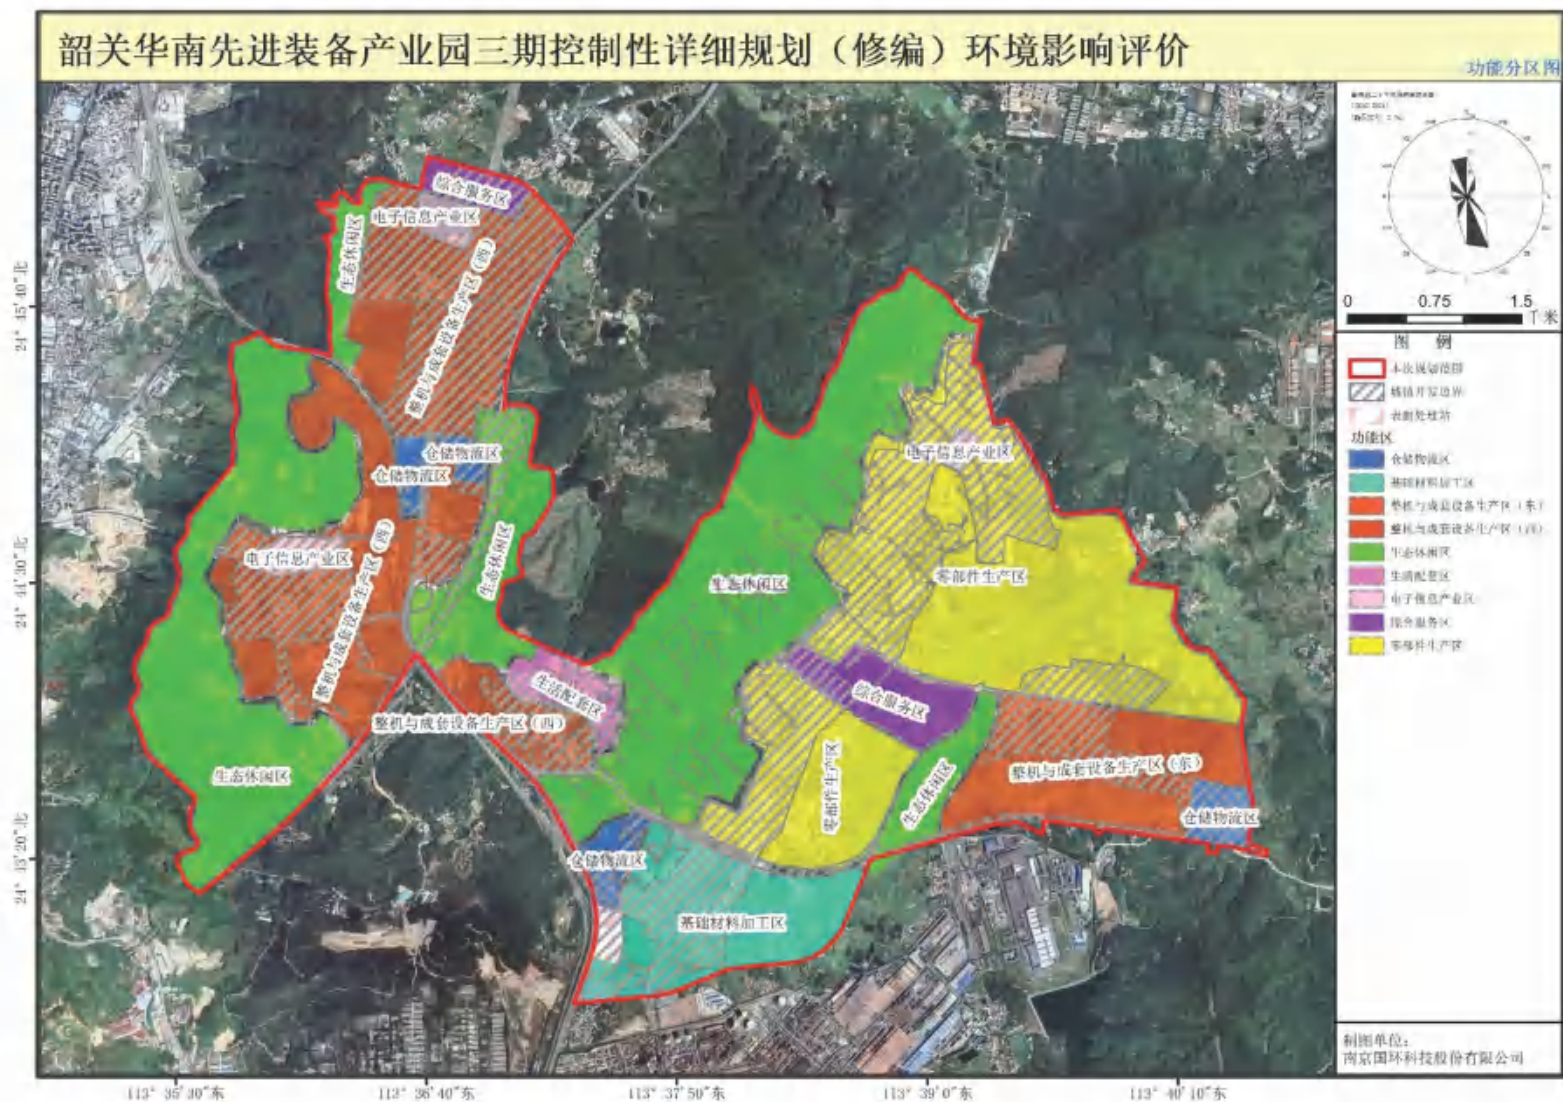 韶关华南先进装备产业园三期控制性详细规划（修编）环境影响评价
功能分区图
0 0.75 1.5
千米
图 例
本次规划范围
城镇开发边界
表面处理站
功能区
仓储物流区
基础材料加工区
整机与成套设备生产区（东）
整机与成套设备生产区（西）
生态休闲区
生活配套区
电子信息产业区
综合服务区
零部件生产区
制图单位：
南京国环科技股份有限公司
综合服务区
电子信息产业区
生态休闲区
整机与成套设备生产区（西）
仓储物流区
仓储物流区
电子信息产业区
生态休闲区
整机与成套设备生产区（西）
生活配套区
整机与成套设备生产区（西）
生态休闲区
生态休闲区
电子信息产业区
零部件生产区
综合服务区
零部件生产区
生态休闲区
整机与成套设备生产区（东）
仓储物流区
仓储物流区
基础材料加工区
24° 15'40"北
24° 14'30"北
24° 13'20"北
113° 35'30"东
113° 36'40"东
113° 37'50"东
113° 39'0"东
113° 40'10"东